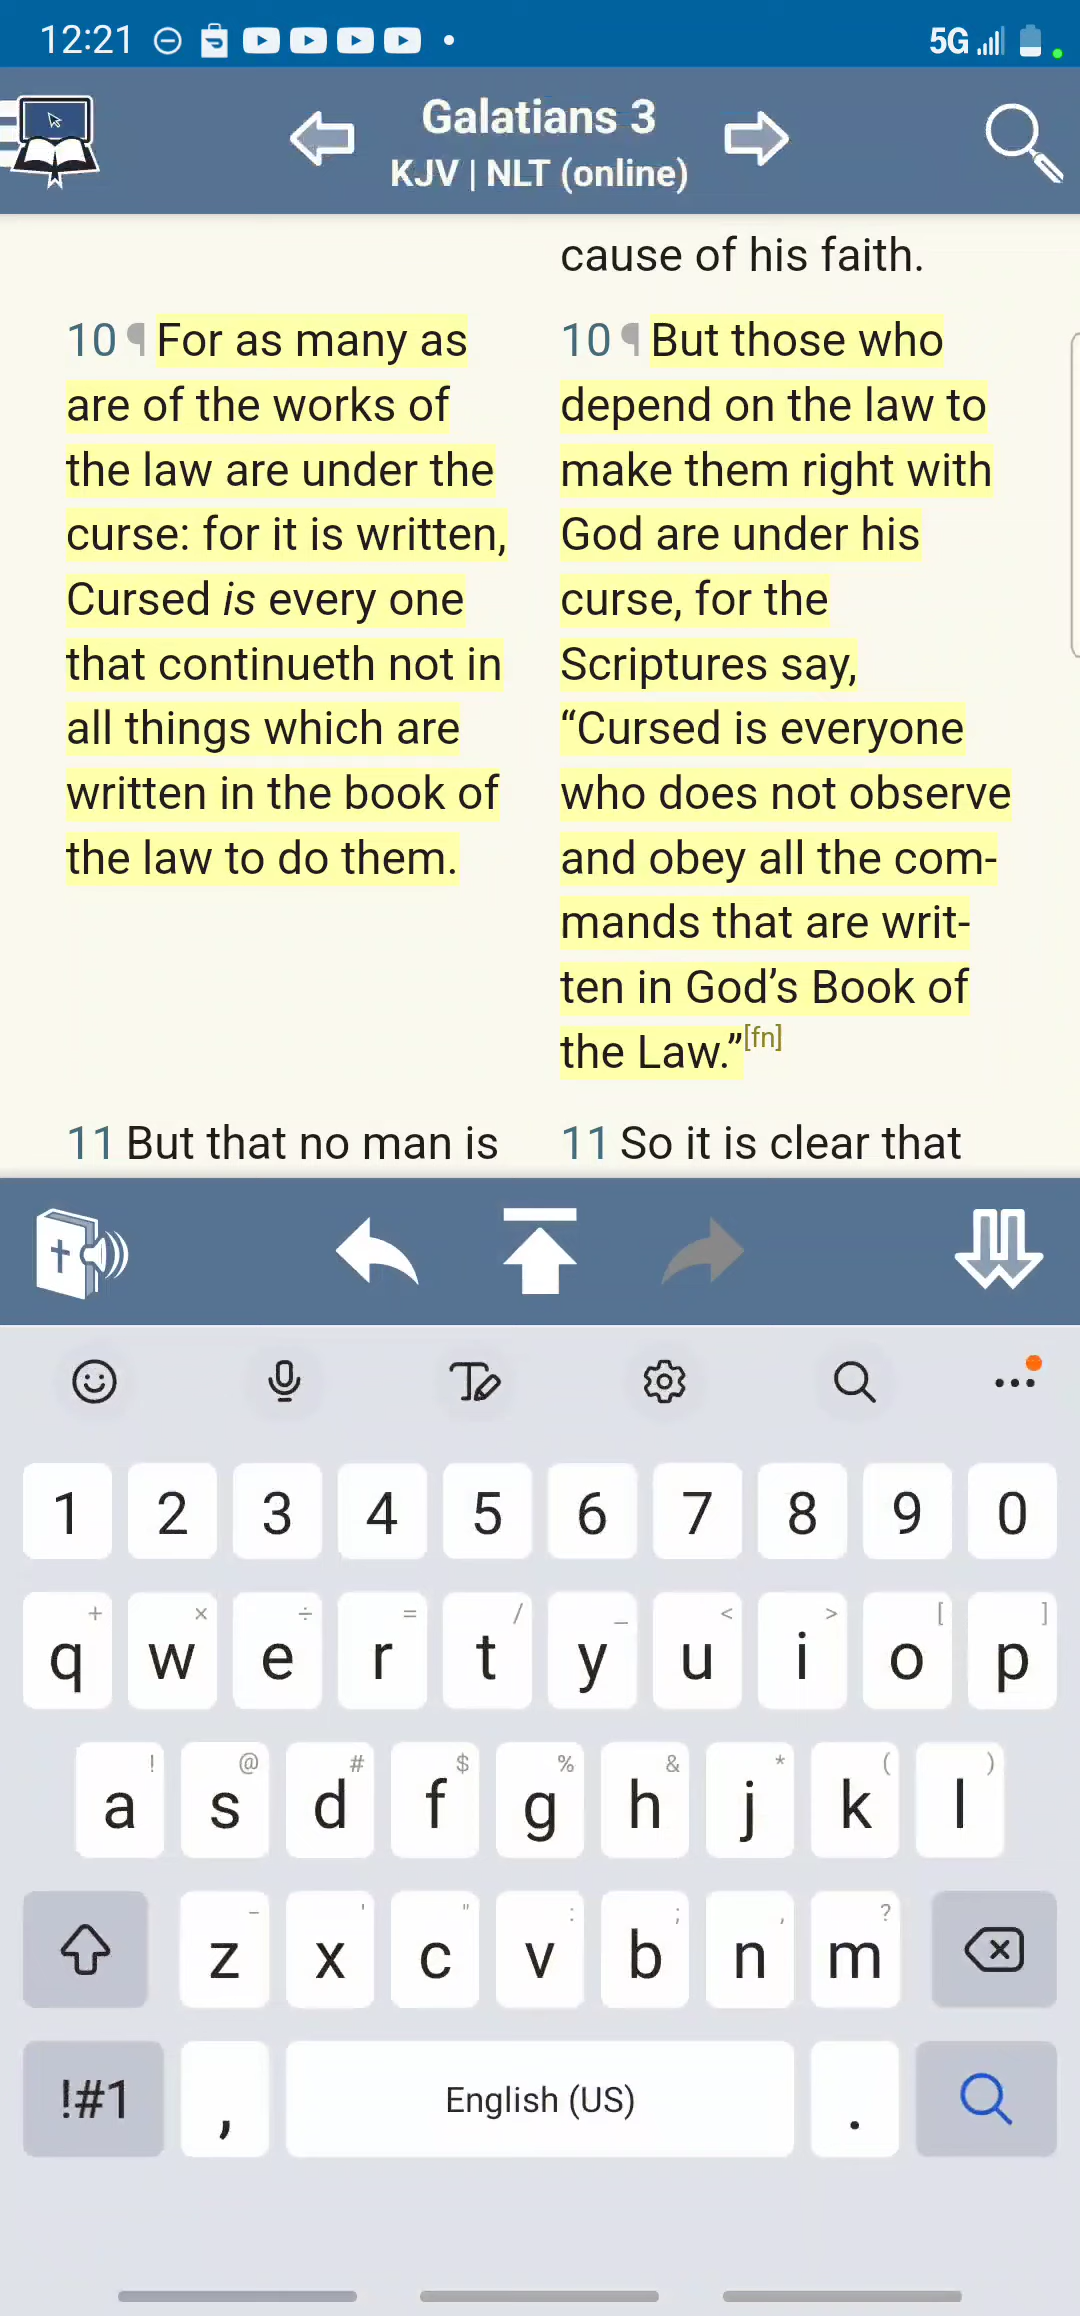 12:21
5G
Galatians 3
KJV | NLT (online)
cause of his faith.
10 ¶ For as many as
are of the works of
the law are under the
curse: for it is written,
Cursed is every one
that continueth not in
all things which are
written in the book of
the law to do them.
10 ¶ But those who
depend on the law to
make them right with
God are under his
curse, for the
Scriptures say,
“Cursed is everyone
who does not observe
and obey all the com-
mands that are writ-
ten in God’s Book of
the Law.”[fn]
11 But that no man is
11 So it is clear that
1 2 3 4 5 6 7 8 9 0
+ × ÷ = / _ < > [ ]
q w e r t y u i o p
! @ # $ % & * ( )
a s d f g h j k l
- ' " : ; , ?
z x c v b n m
!#1 , English (US) .